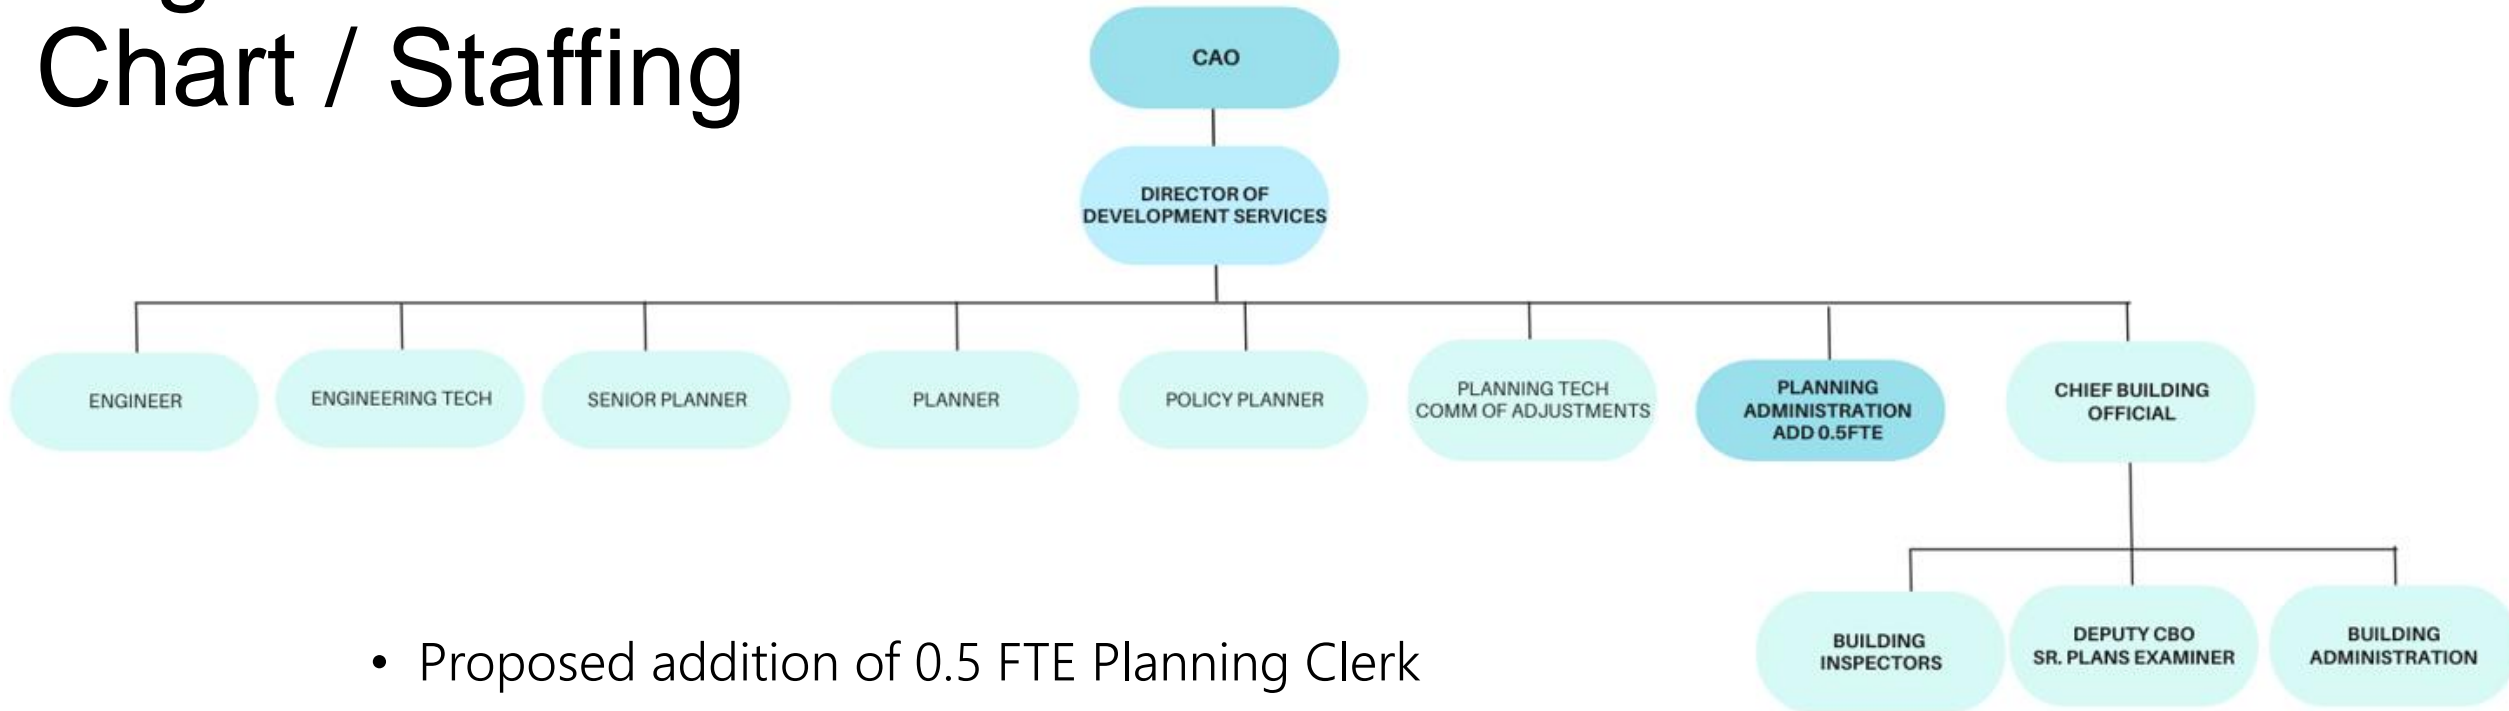 Chart / Staffing
CAO
DIRECTOR OF
DEVELOPMENT SERVICES
ENGINEER
ENGINEERING TECH
SENIOR PLANNER
PLANNER
POLICY PLANNER
PLANNING TECH
COMM OF ADJUSTMENTS
PLANNING
ADMINISTRATION
ADD 0.5FTE
CHIEF BUILDING
OFFICIAL
BUILDING
INSPECTORS
DEPUTY CBO
SR. PLANS EXAMINER
BUILDING
ADMINISTRATION
• Proposed addition of 0.5 FTE Planning Clerk